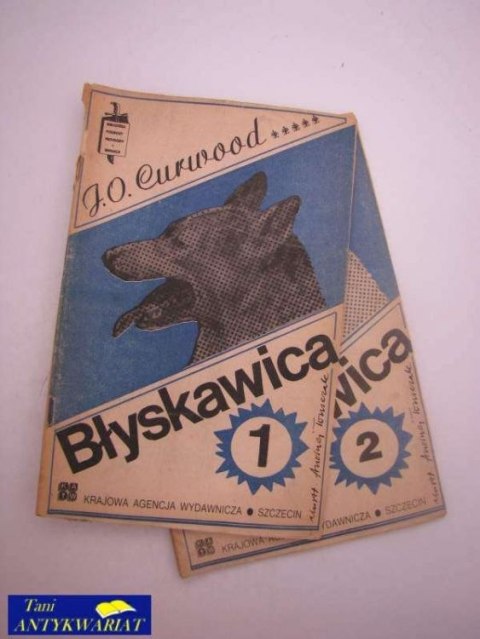 J.O. Curwood
Błyskawica
1
KRAJOWA AGENCJA WYDAWNICZA • SZCZECIN
wica
2
KRAJOWA
WYDAWNICZA • SZCZECIN
Tani
ANTYKWARIAT